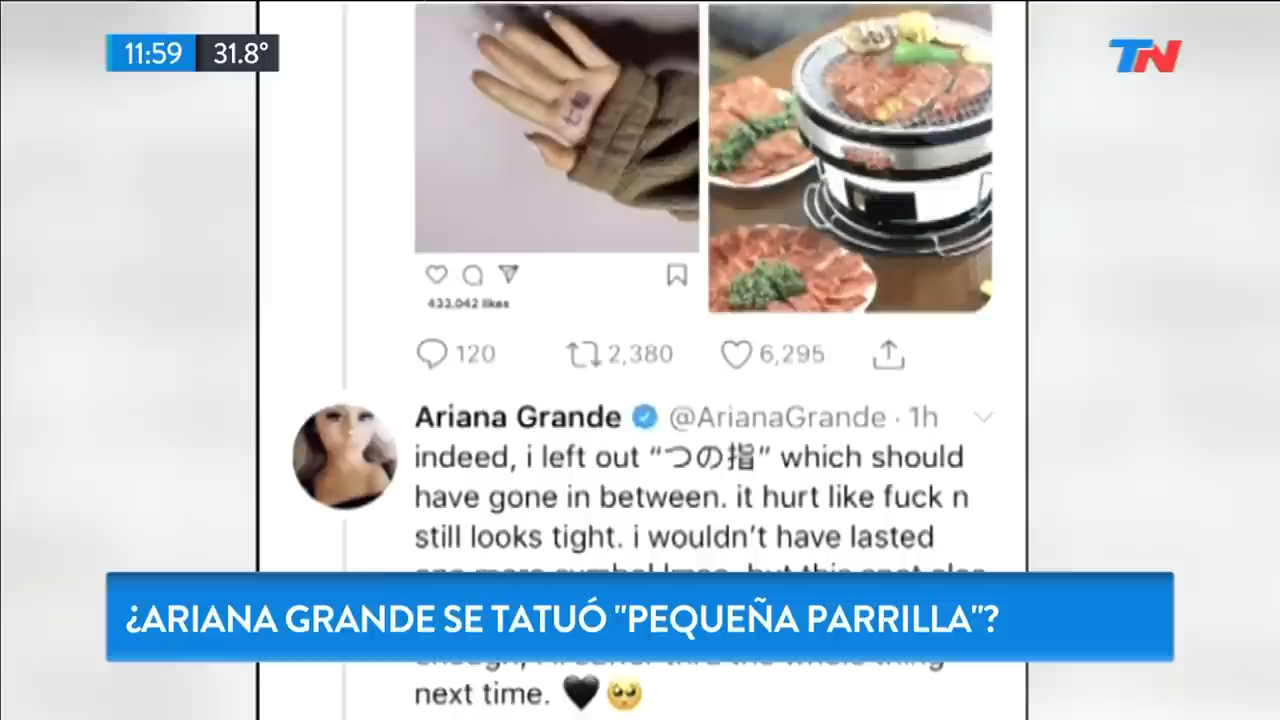 11:59 31.8° TN
433,042 likes
120 2,380 6,295
Ariana Grande @ArianaGrande · 1h
indeed, i left out “つの指” which should
have gone in between. it hurt like fuck n
still looks tight. i wouldn’t have lasted
¿ARIANA GRANDE SE TATUÓ "PEQUEÑA PARRILLA"?
next time. 🖤🥺